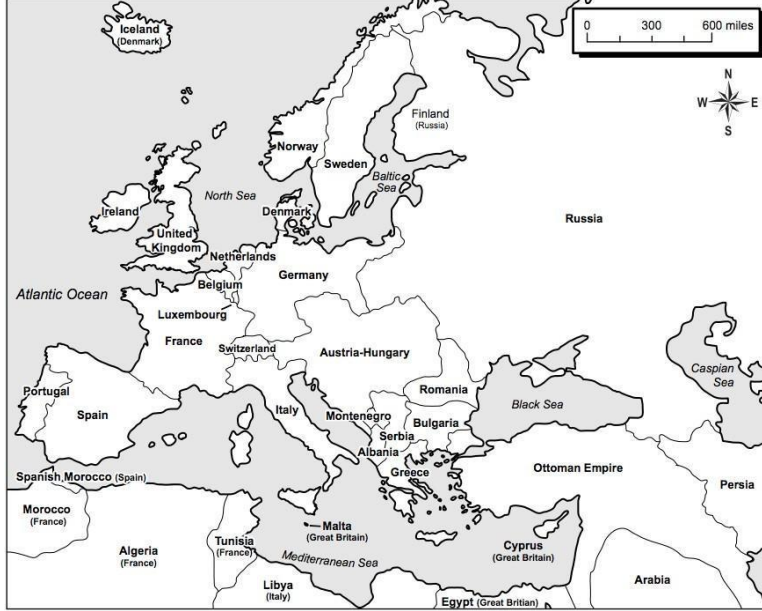 Iceland
(Denmark)
0 300 600 miles
N
W E
S
Finland
(Russia)
Norway
Sweden
Baltic
Sea
North Sea
Denmark
Ireland
United
Kingdom
Russia
Netherlands
Belgium
Germany
Atlantic Ocean
Luxembourg
France
Switzerland
Austria-Hungary
Caspian
Sea
Portugal
Spain
Italy
Romania
Black Sea
Montenegro
Bulgaria
Serbia
Albania
Greece
Ottoman Empire
Spanish Morocco (Spain)
Persia
Morocco
(France)
Malta
(Great Britain)
Algeria
(France)
Tunisia
(France)
Mediterranean Sea
Cyprus
(Great Britain)
Arabia
Libya
(Italy)
Egypt (Great Britian)